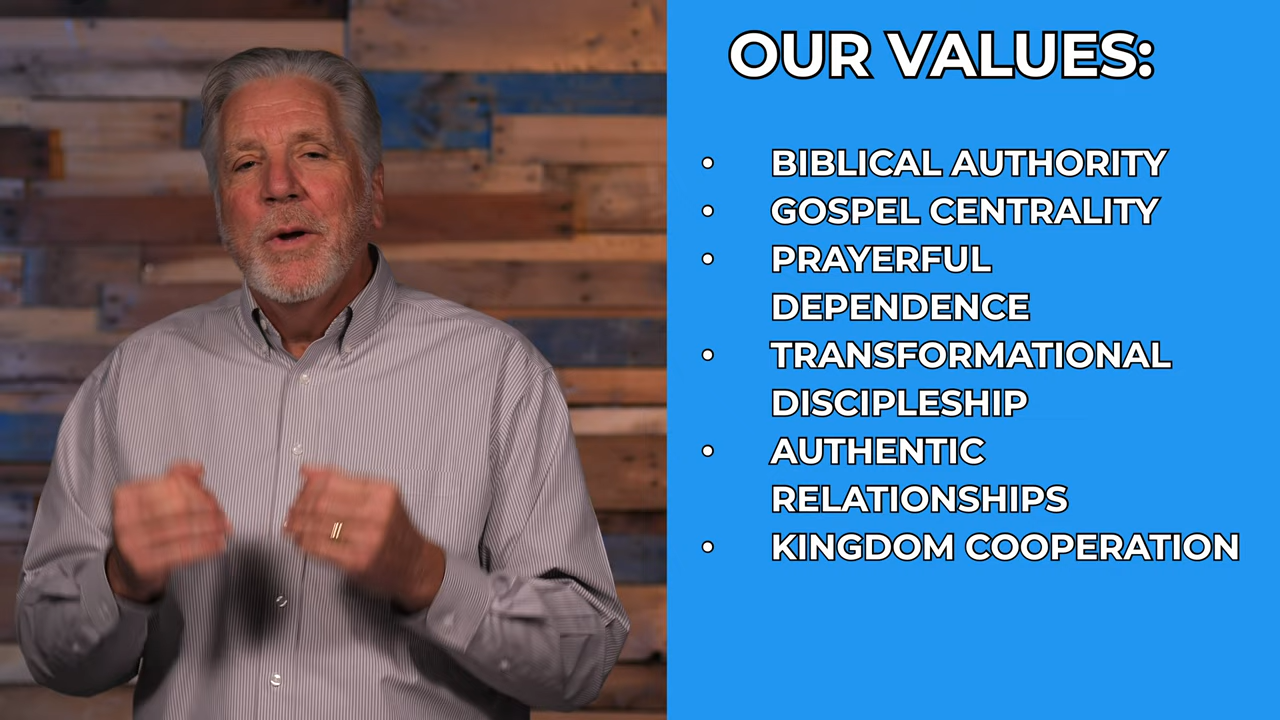 OUR VALUES:
• BIBLICAL AUTHORITY
• GOSPEL CENTRALITY
• PRAYERFUL
DEPENDENCE
• TRANSFORMATIONAL
DISCIPLESHIP
• AUTHENTIC
RELATIONSHIPS
• KINGDOM COOPERATION